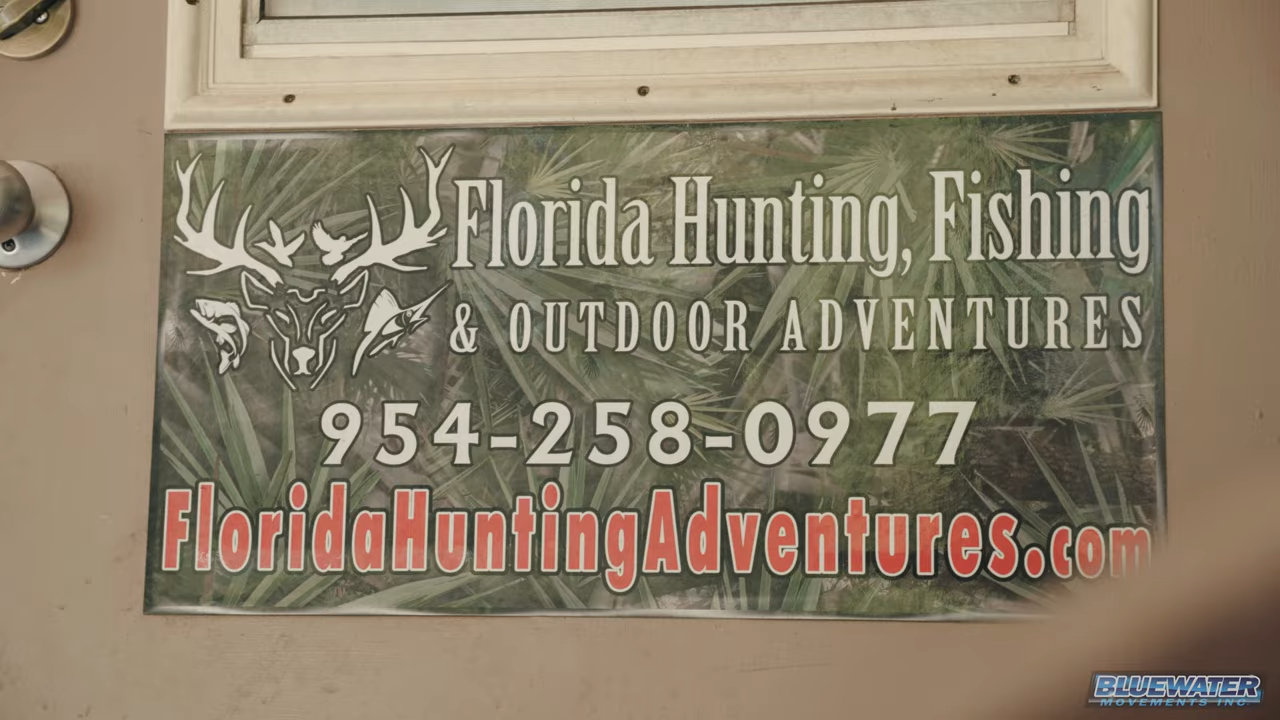 Florida Hunting, Fishing
& OUTDOOR ADVENTURES
954-258-0977
FloridaHuntingAdventures.com
BLUEWATER
MOVEMENTS INC